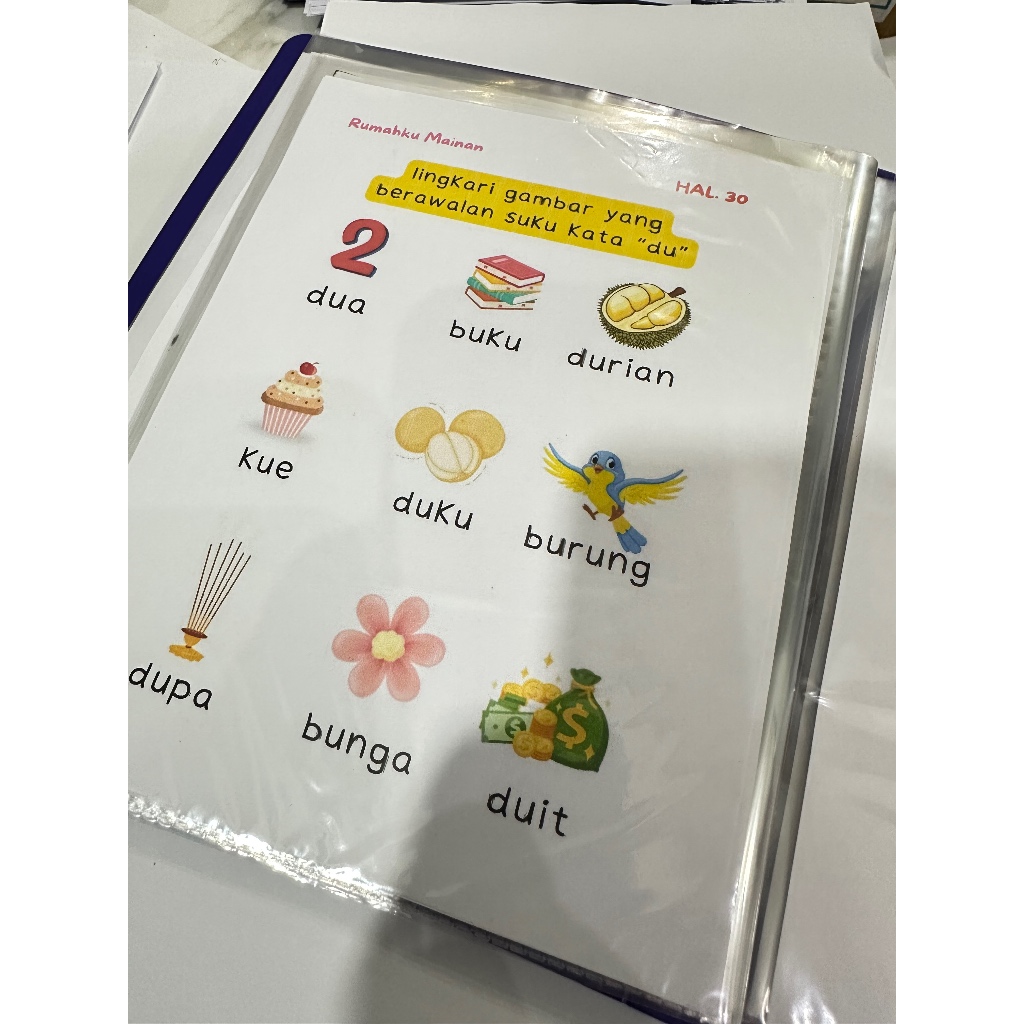 Rumahku Mainan
HAL. 30
lingkari gambar yang
berawalan suku kata "du"
2
dua
buku
durian
kue
duku
burung
dupa
bunga
$
$
duit